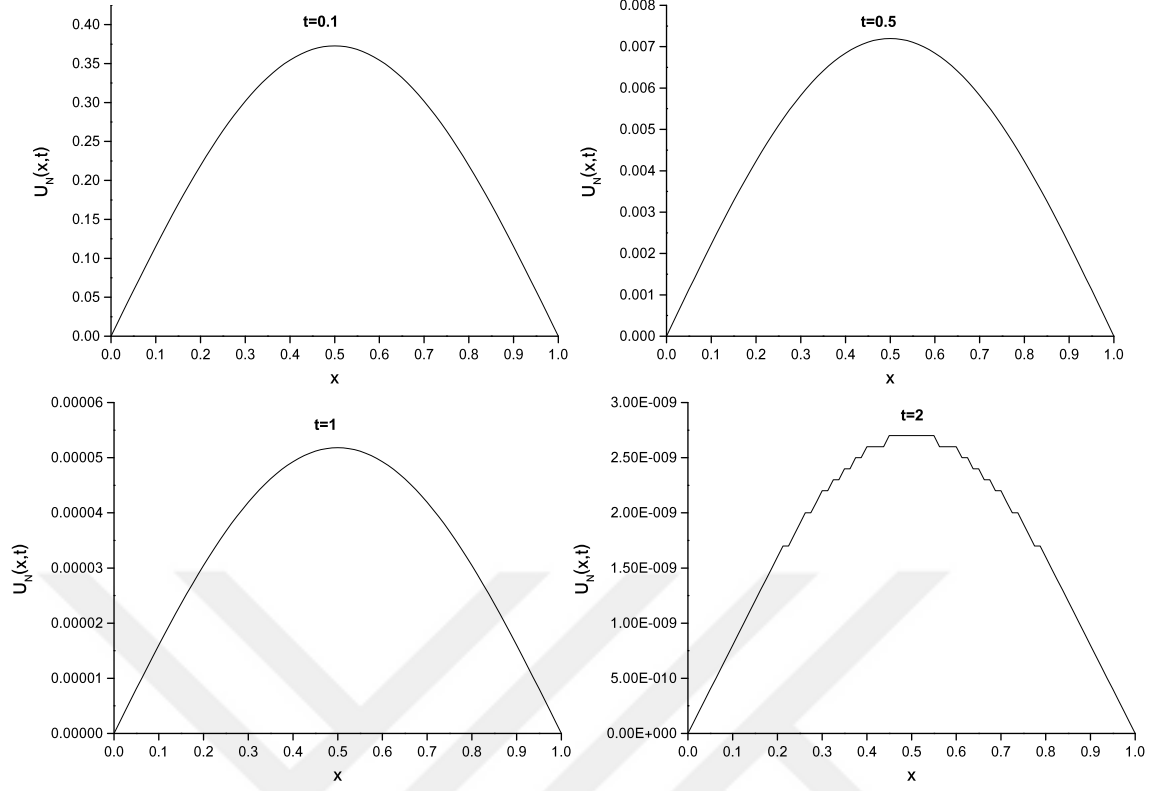 t=0.1
0.40
0.35
0.30
0.25
0.20
0.15
0.10
0.05
0.00
U_N(x,t)
0.0 0.1 0.2 0.3 0.4 0.5 0.6 0.7 0.8 0.9 1.0
x
t=0.5
0.008
0.007
0.006
0.005
0.004
0.003
0.002
0.001
0.000
U_N(x,t)
0.0 0.1 0.2 0.3 0.4 0.5 0.6 0.7 0.8 0.9 1.0
x
t=1
0.00006
0.00005
0.00004
0.00003
0.00002
0.00001
0.00000
U_N(x,t)
0.0 0.1 0.2 0.3 0.4 0.5 0.6 0.7 0.8 0.9 1.0
x
t=2
3.00E-009
2.50E-009
2.00E-009
1.50E-009
1.00E-009
5.00E-010
0.00E+000
U_N(x,t)
0.0 0.1 0.2 0.3 0.4 0.5 0.6 0.7 0.8 0.9 1.0
x